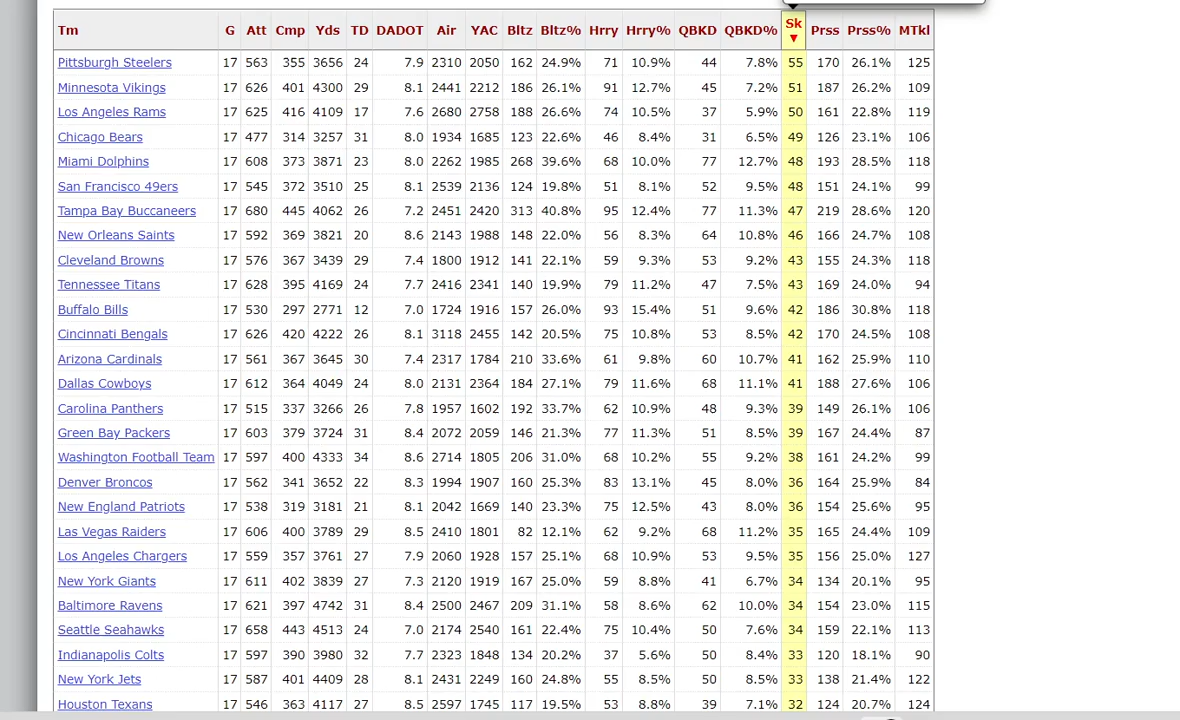 Tm G Att Cmp Yds TD DADOT Air YAC Bltz Bltz% Hrry Hrry% QBKD QBKD% Sk ▼ Prss Prss% MTkl
Pittsburgh Steelers 17 563 355 3656 24 7.9 2310 2050 162 24.9% 71 10.9% 44 7.8% 55 170 26.1% 125
Minnesota Vikings 17 626 401 4300 29 8.1 2441 2212 186 26.1% 91 12.7% 45 7.2% 51 187 26.2% 109
Los Angeles Rams 17 625 416 4109 17 7.6 2680 2758 188 26.6% 74 10.5% 37 5.9% 50 161 22.8% 119
Chicago Bears 17 477 314 3257 31 8.0 1934 1685 123 22.6% 46 8.4% 31 6.5% 49 126 23.1% 106
Miami Dolphins 17 608 373 3871 23 8.0 2262 1985 268 39.6% 68 10.0% 77 12.7% 48 193 28.5% 118
San Francisco 49ers 17 545 372 3510 25 8.1 2539 2136 124 19.8% 51 8.1% 52 9.5% 48 151 24.1% 99
Tampa Bay Buccaneers 17 680 445 4062 26 7.2 2451 2420 313 40.8% 95 12.4% 77 11.3% 47 219 28.6% 120
New Orleans Saints 17 592 369 3821 20 8.6 2143 1988 148 22.0% 56 8.3% 64 10.8% 46 166 24.7% 108
Cleveland Browns 17 576 367 3439 29 7.4 1800 1912 141 22.1% 59 9.3% 53 9.2% 43 155 24.3% 118
Tennessee Titans 17 628 395 4169 24 7.7 2416 2341 140 19.9% 79 11.2% 47 7.5% 43 169 24.0% 94
Buffalo Bills 17 530 297 2771 12 7.0 1724 1916 157 26.0% 93 15.4% 51 9.6% 42 186 30.8% 118
Cincinnati Bengals 17 626 420 4222 26 8.1 3118 2455 142 20.5% 75 10.8% 53 8.5% 42 170 24.5% 108
Arizona Cardinals 17 561 367 3645 30 7.4 2317 1784 210 33.6% 61 9.8% 60 10.7% 41 162 25.9% 110
Dallas Cowboys 17 612 364 4049 24 8.0 2131 2364 184 27.1% 79 11.6% 68 11.1% 41 188 27.6% 106
Carolina Panthers 17 515 337 3266 26 7.8 1957 1602 192 33.7% 62 10.9% 48 9.3% 39 149 26.1% 106
Green Bay Packers 17 603 379 3724 31 8.4 2072 2059 146 21.3% 77 11.3% 51 8.5% 39 167 24.4% 87
Washington Football Team 17 597 400 4333 34 8.6 2714 1805 206 31.0% 68 10.2% 55 9.2% 38 161 24.2% 99
Denver Broncos 17 562 341 3652 22 8.3 1994 1907 160 25.3% 83 13.1% 45 8.0% 36 164 25.9% 84
New England Patriots 17 538 319 3181 21 8.1 2042 1669 140 23.3% 75 12.5% 43 8.0% 36 154 25.6% 95
Las Vegas Raiders 17 606 400 3789 29 8.5 2410 1801 82 12.1% 62 9.2% 68 11.2% 35 165 24.4% 109
Los Angeles Chargers 17 559 357 3761 27 7.9 2060 1928 157 25.1% 68 10.9% 53 9.5% 35 156 25.0% 127
New York Giants 17 611 402 3839 27 7.3 2120 1919 167 25.0% 59 8.8% 41 6.7% 34 134 20.1% 95
Baltimore Ravens 17 621 397 4742 31 8.4 2500 2467 209 31.1% 58 8.6% 62 10.0% 34 154 23.0% 115
Seattle Seahawks 17 658 443 4513 24 7.0 2174 2540 161 22.4% 75 10.4% 50 7.6% 34 159 22.1% 113
Indianapolis Colts 17 597 390 3980 32 7.7 2323 1848 134 20.2% 37 5.6% 50 8.4% 33 120 18.1% 90
New York Jets 17 587 401 4409 28 8.1 2431 2249 160 24.8% 55 8.5% 50 8.5% 33 138 21.4% 122
Houston Texans 17 546 363 4117 27 8.5 2597 1745 117 19.5% 53 8.8% 39 7.1% 32 124 20.7% 124